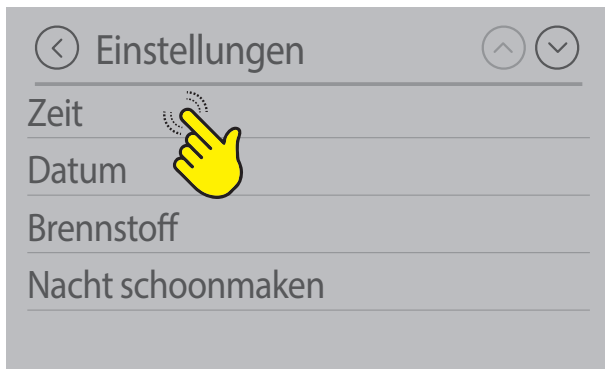 Einstellungen
Zeit
Datum
Brennstoff
Nacht schoonmaken